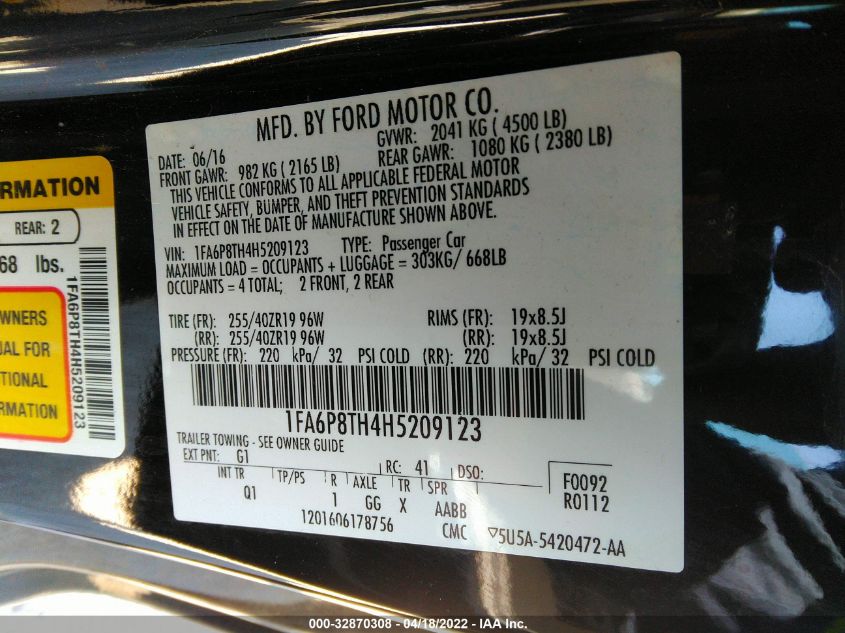 RMATION
REAR: 2
68 lbs.
1FA6P8TH4H5209123
WNERS
UAL FOR
TIONAL
ORMATION
MFD. BY FORD MOTOR CO.
DATE: 06/16 GVWR: 2041 KG ( 4500 LB)
FRONT GAWR: 982 KG ( 2165 LB) REAR GAWR: 1080 KG ( 2380 LB)
THIS VEHICLE CONFORMS TO ALL APPLICABLE FEDERAL MOTOR
VEHICLE SAFETY, BUMPER, AND THEFT PREVENTION STANDARDS
IN EFFECT ON THE DATE OF MANUFACTURE SHOWN ABOVE.
VIN: 1FA6P8TH4H5209123 TYPE: Passenger Car
MAXIMUM LOAD = OCCUPANTS + LUGGAGE = 303KG/ 668LB
OCCUPANTS = 4 TOTAL; 2 FRONT, 2 REAR
TIRE (FR): 255/40ZR19 96W RIMS (FR): 19x8.5J
(RR): 255/40ZR19 96W (RR): 19x8.5J
PRESSURE (FR): 220 kPa/ 32 PSI COLD (RR): 220 kPa/ 32 PSI COLD
1FA6P8TH4H5209123
TRAILER TOWING - SEE OWNER GUIDE
EXT PNT: G1 RC: 41 DSO: F0092
INT TR TP/PS R AXLE TR SPR R0112
Q1 1 GG X AABB
1201606178756 CMC ▽5U5A-5420472-AA
000-32870308 - 04/18/2022 - IAA Inc.